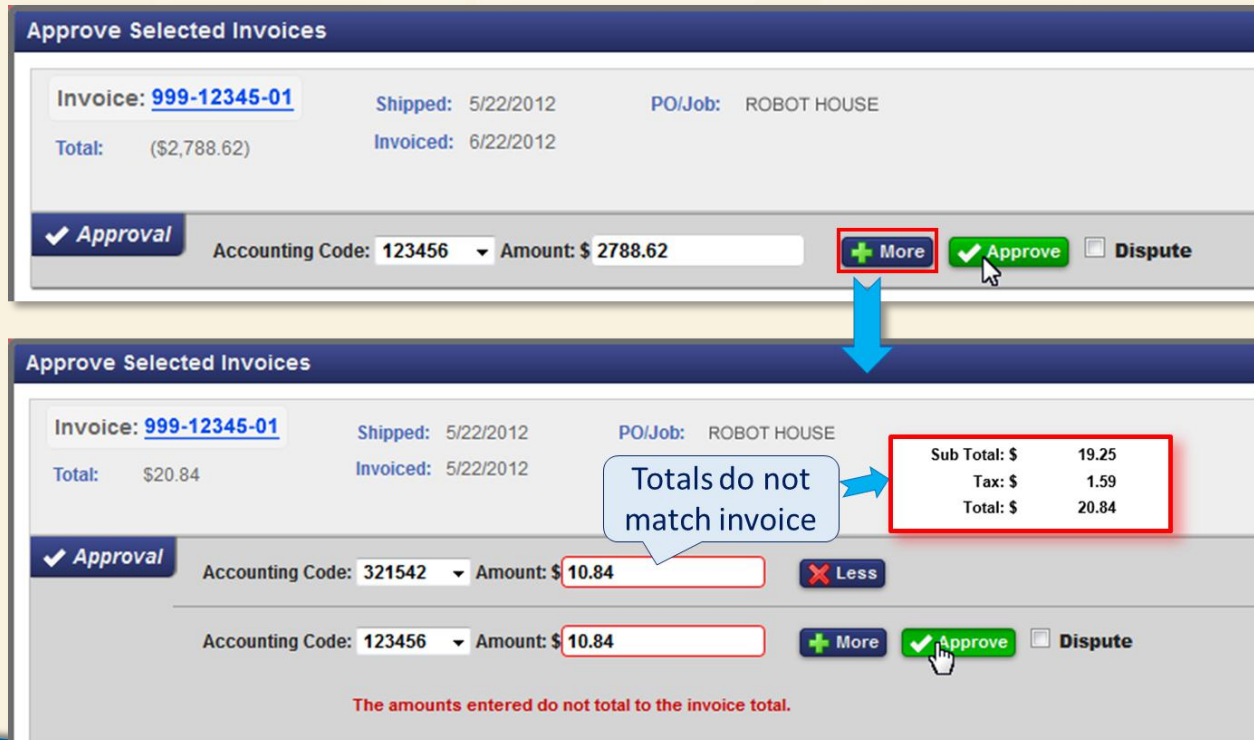 Approve Selected Invoices
Invoice: 999-12345-01 Shipped: 5/22/2012 PO/Job: ROBOT HOUSE
Total: ($2,788.62) Invoiced: 6/22/2012
Approval Accounting Code: 123456 Amount: $ 2788.62 More Approve Dispute
Approve Selected Invoices
Invoice: 999-12345-01 Shipped: 5/22/2012 PO/Job: ROBOT HOUSE
Total: $20.84 Invoiced: 5/22/2012
Sub Total: $ 19.25
Tax: $ 1.59
Total: $ 20.84
Totals do not
match invoice
Approval Accounting Code: 321542 Amount: $ 10.84 Less
Accounting Code: 123456 Amount: $ 10.84 More Approve Dispute
The amounts entered do not total to the invoice total.